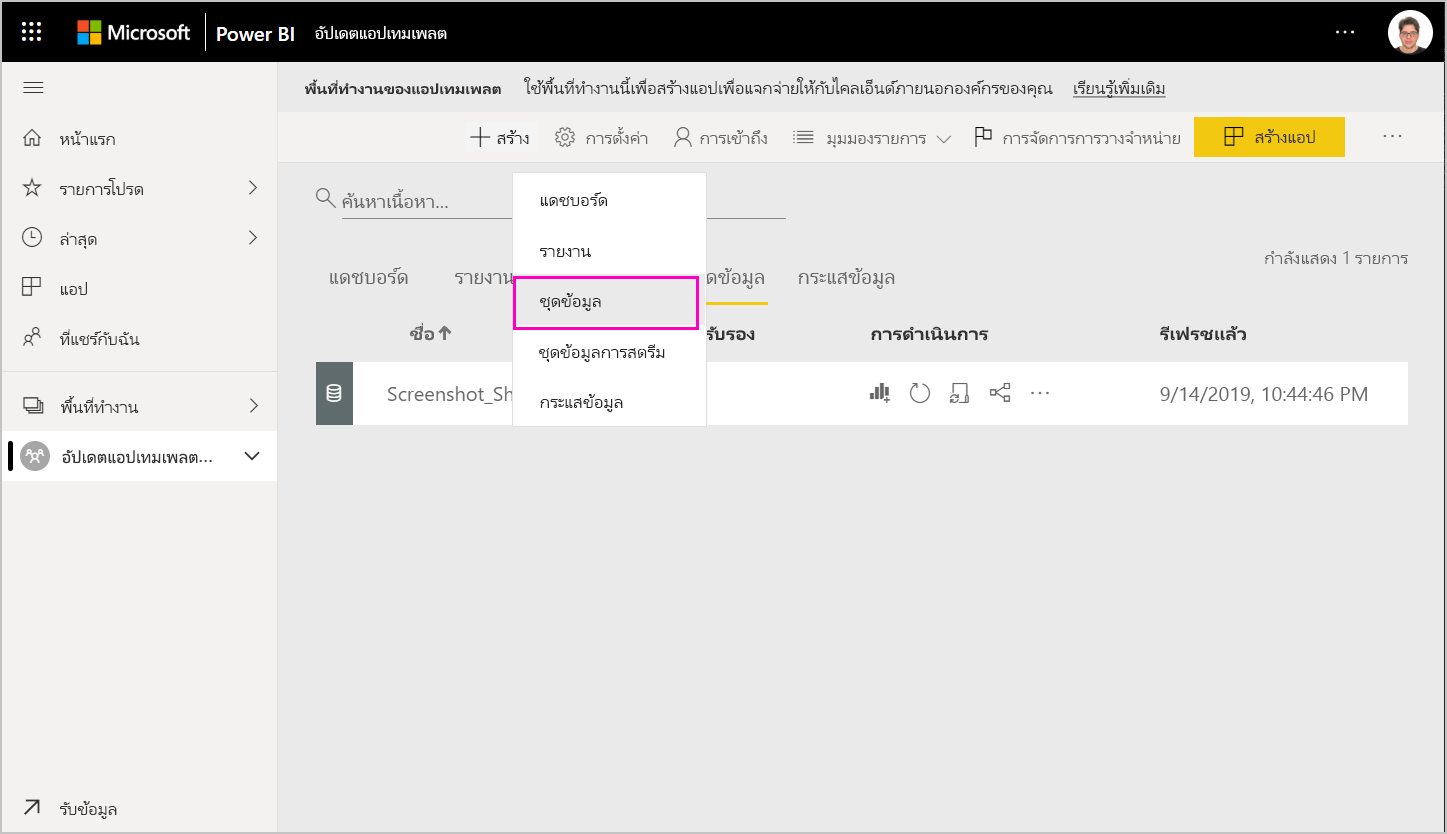 Microsoft Power BI อัปเดตแอปเทมเพลต
พื้นที่ทำงานของแอปเทมเพลต ใช้พื้นที่ทำงานนี้เพื่อสร้างแอปเพื่อแจกจ่ายให้กับไคลเอ็นต์ภายนอกองค์กรของคุณ เรียนรู้เพิ่มเติม
สร้าง การตั้งค่า การเข้าถึง มุมมองรายการ การจัดการการวางจำหน่าย สร้างแอป
หน้าแรก
รายการโปรด
ล่าสุด
แอป
ที่แชร์กับฉัน
พื้นที่ทำงาน
อัปเดตแอปเทมเพลต...
รับข้อมูล
ค้นหาเนื้อหา...
แดชบอร์ด
รายงาน
ชุดข้อมูล
ชุดข้อมูลการสตรีม
กระแสข้อมูล
กำลังแสดง 1 รายการ
แดชบอร์ด รายงาน ดข้อมูล กระแสข้อมูล
ชื่อ รับรอง การดำเนินการ รีเฟรชแล้ว
Screenshot_Sh 9/14/2019, 10:44:46 PM